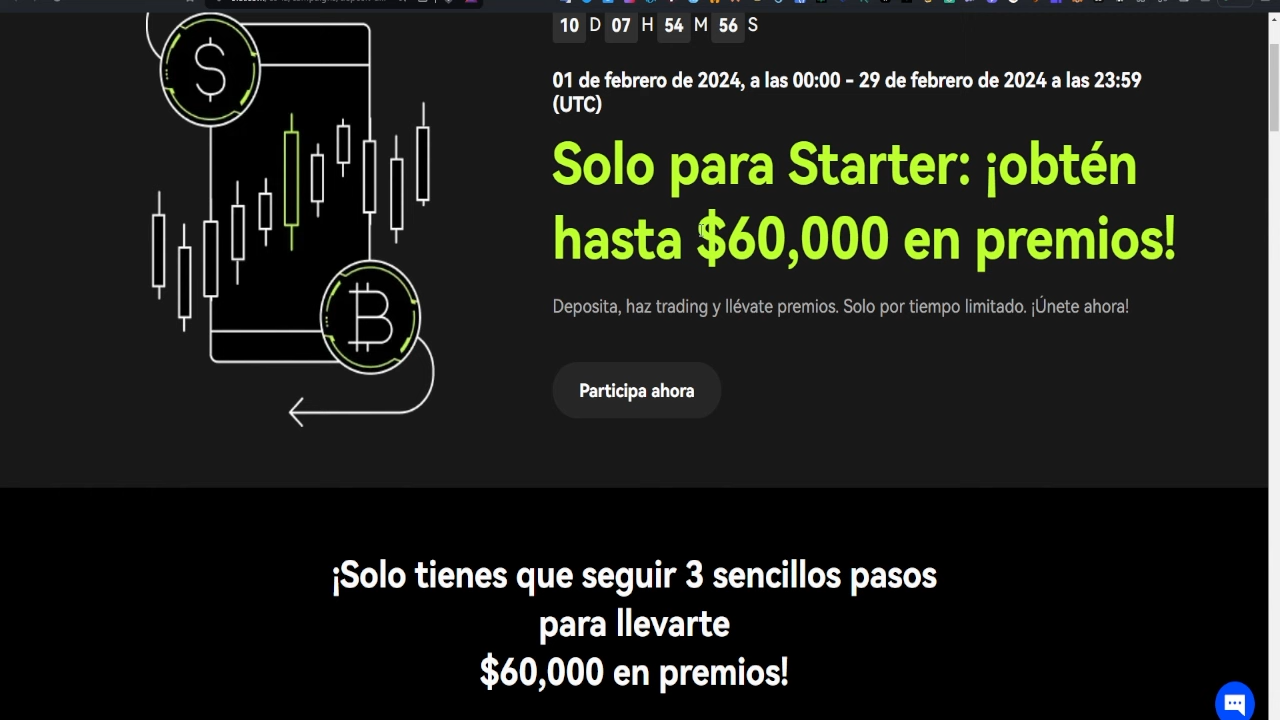 10 D 07 H 54 M 56 S
01 de febrero de 2024, a las 00:00 - 29 de febrero de 2024 a las 23:59
(UTC)
Solo para Starter: ¡obtén
hasta $60,000 en premios!
Deposita, haz trading y llévate premios. Solo por tiempo limitado. ¡Únete ahora!
Participa ahora
¡Solo tienes que seguir 3 sencillos pasos
para llevarte
$60,000 en premios!